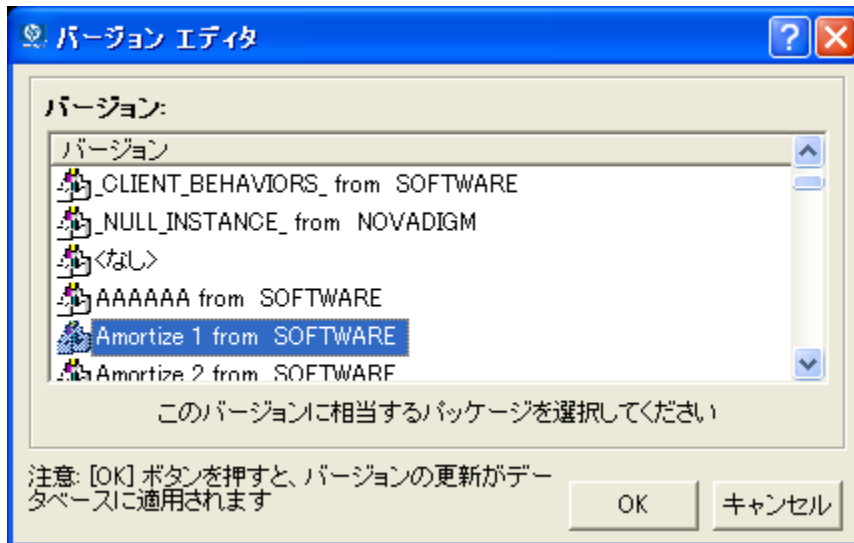 バージョン エディタ
バージョン:
バージョン
_CLIENT_BEHAVIORS_ from SOFTWARE
_NULL_INSTANCE_ from NOVADIGM
<なし>
AAAAAA from SOFTWARE
Amortize 1 from SOFTWARE
Amortize 2 from SOFTWARE
このバージョンに相当するパッケージを選択してください
注意: [OK] ボタンを押すと、バージョンの更新がデー
タベースに適用されます
OK
キャンセル